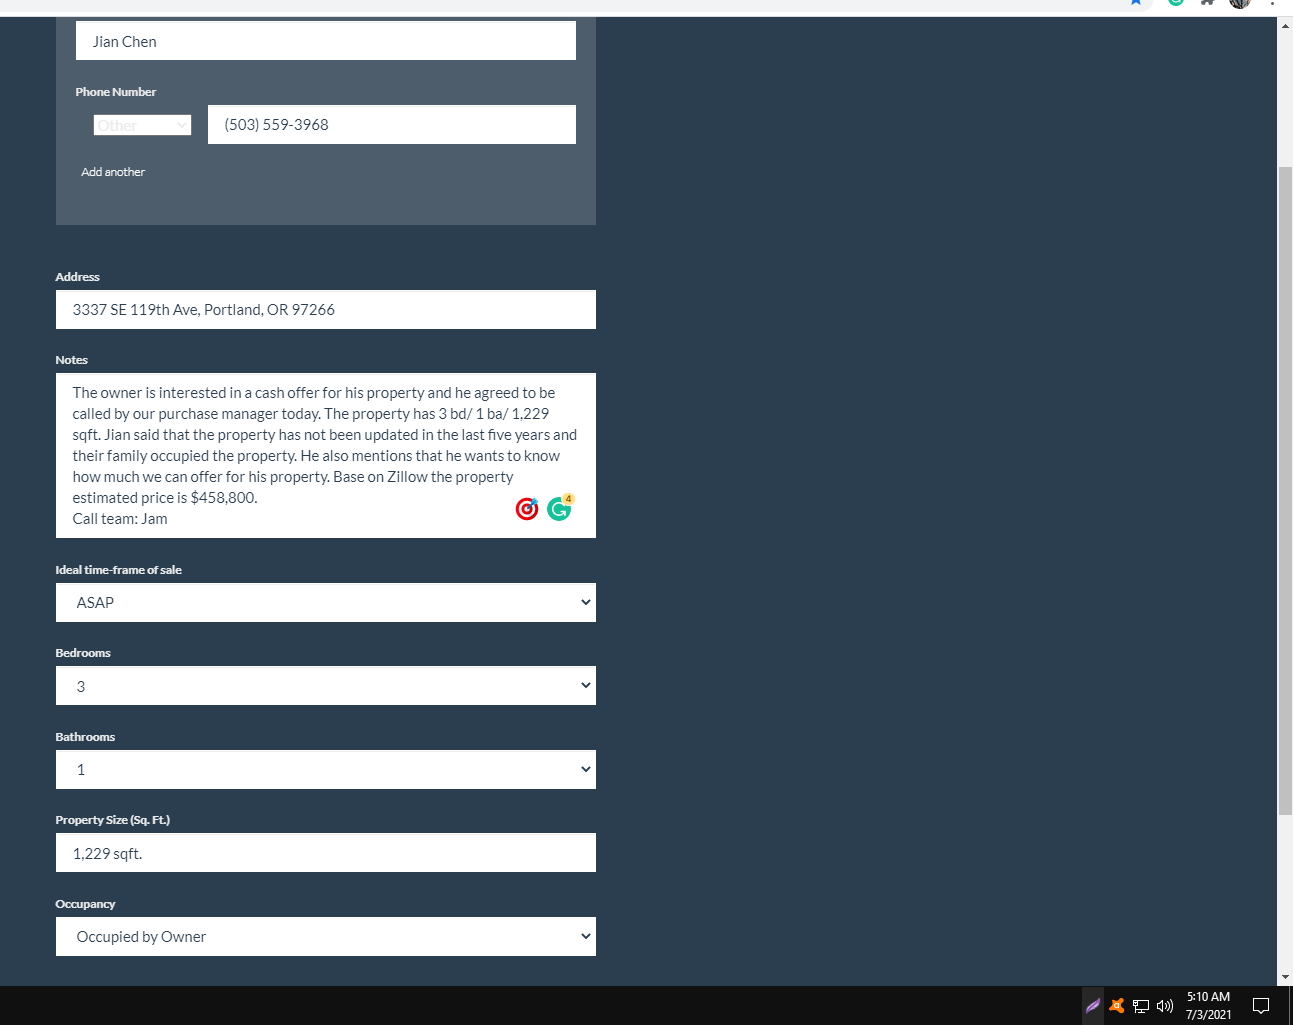 Jian Chen
Phone Number
Other
(503) 559-3968
Add another
Address
3337 SE 119th Ave, Portland, OR 97266
Notes
The owner is interested in a cash offer for his property and he agreed to be
called by our purchase manager today. The property has 3 bd/ 1 ba/ 1,229
sqft. Jian said that the property has not been updated in the last five years and
their family occupied the property. He also mentions that he wants to know
how much we can offer for his property. Base on Zillow the property
estimated price is $458,800.
4
Call team: Jam
Ideal time-frame of sale
ASAP
Bedrooms
3
Bathrooms
1
Property Size (Sq. Ft.)
1,229 sqft.
Occupancy
Occupied by Owner
5:10 AM
7/3/2021